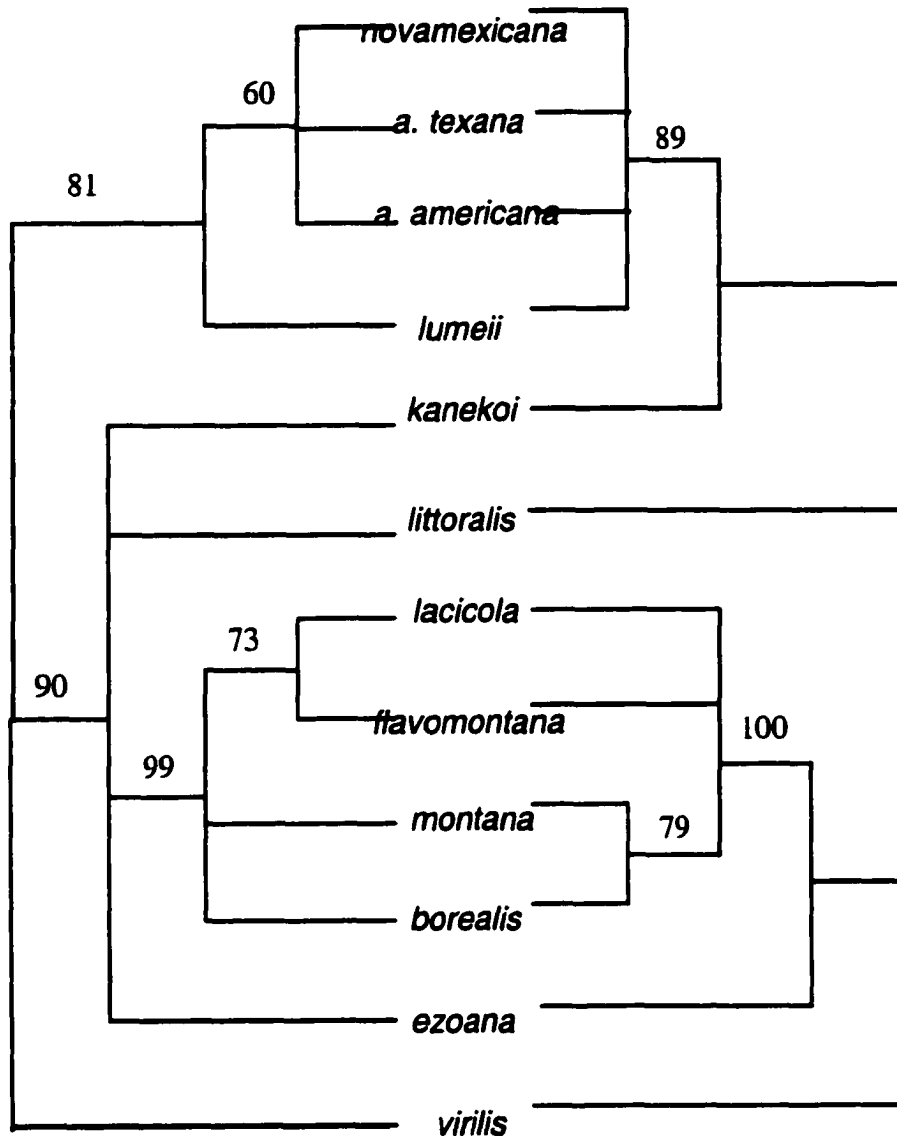 novamexicana
60
a. texana
89
81
a. americana
lumeii
kanekoi
littoralis
lacicola
73
90
flavomontana
100
99
montana
79
borealis
ezoana
virilis